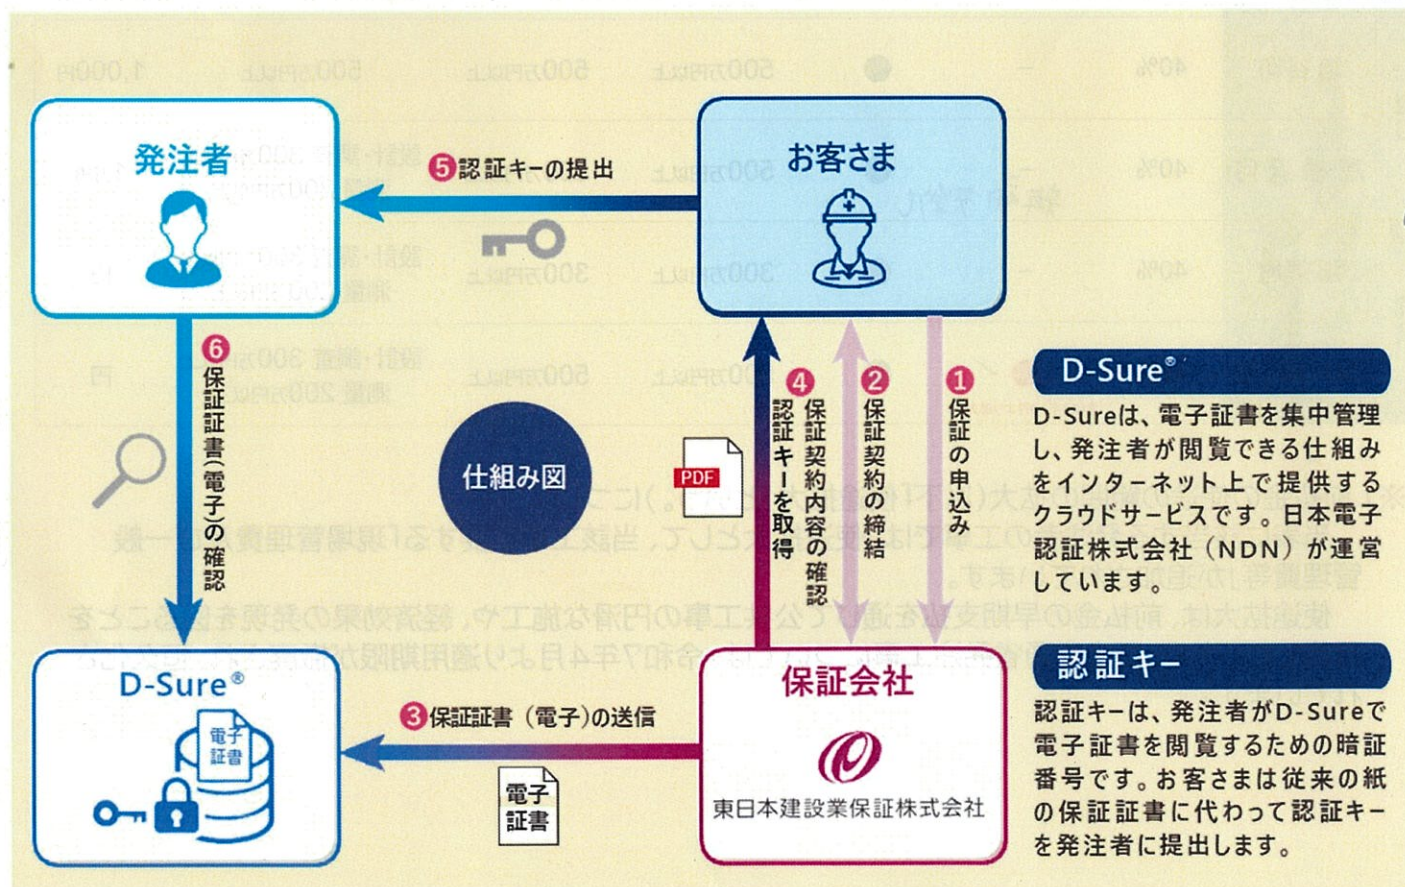 発注者
お客さま
❺認証キーの提出
❻保証証書(電子)の確認
仕組み図
PDF
❹保証契約内容の確認
認証キーを取得
❷保証契約の締結
❶保証の申込み
D-Sure®
D-Sureは、電子証書を集中管理
し、発注者が閲覧できる仕組み
をインターネット上で提供する
クラウドサービスです。日本電子
認証株式会社(NDN)が運営
しています。
D-Sure®
電子
証書
❸保証証書(電子)の送信
電子
証書
保証会社
東日本建設業保証株式会社
認証キー
認証キーは、発注者がD-Sureで
電子証書を閲覧するための暗証
番号です。お客さまは従来の紙
の保証証書に代わって認証キー
を発注者に提出します。